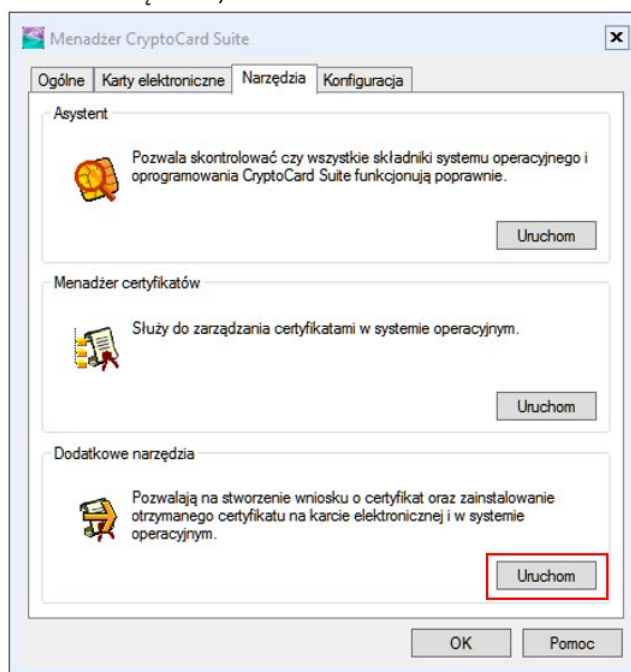 Menadżer CryptoCard Suite
Ogólne Karty elektroniczne Narzędzia Konfiguracja
Asystent
Pozwala skontrolować czy wszystkie składniki systemu operacyjnego i
oprogramowania CryptoCard Suite funkcjonują poprawnie.
Uruchom
Menadżer certyfikatów
Służy do zarządzania certyfikatami w systemie operacyjnym.
Uruchom
Dodatkowe narzędzia
Pozwalają na stworzenie wniosku o certyfikat oraz zainstalowanie
otrzymanego certyfikatu na karcie elektronicznej i w systemie
operacyjnym.
Uruchom
OK Pomoc